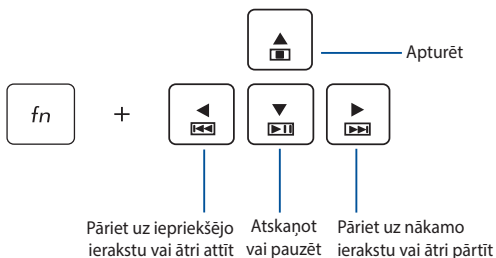 Apturēt
fn
+
Pāriet uz iepriekšējo
ierakstu vai ātri attīt
Atskaņot
vai pauzēt
Pāriet uz nākamo
ierakstu vai ātri pārtīt